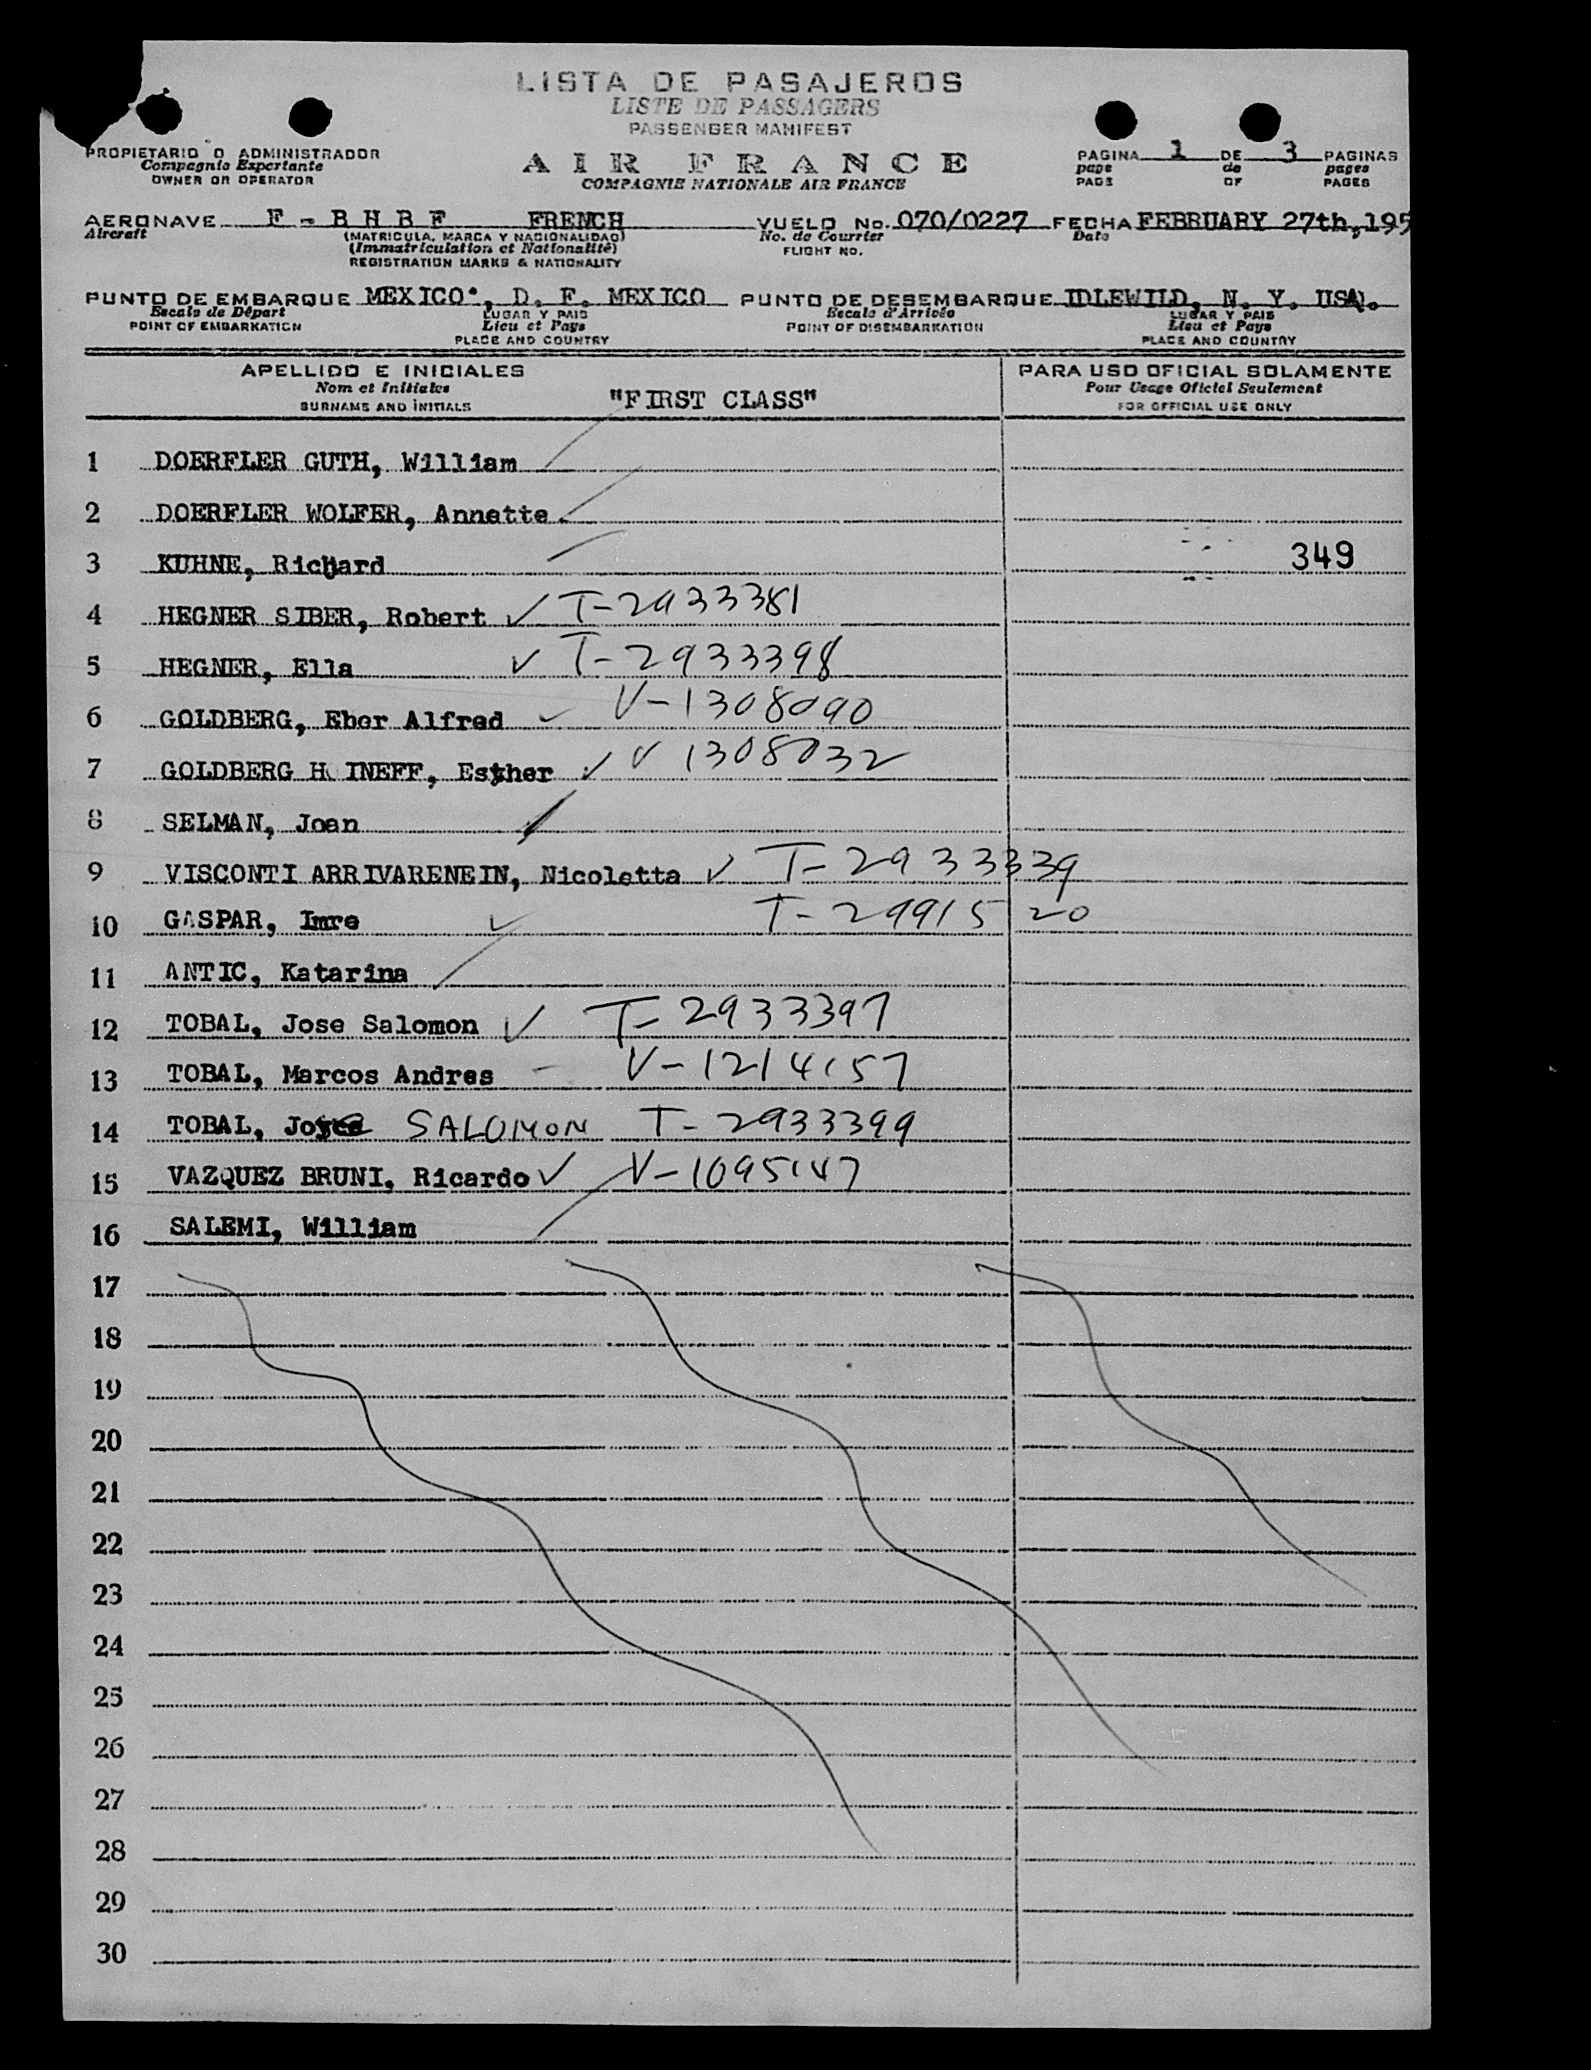 LISTA DE PASAJEROS
LISTE DE PASSAGERS
PASSENGER MANIFEST
PROPIETARIO O ADMINISTRADOR
Compagnie Expertante
OWNER OR OPERATOR
AIR FRANCE
COMPAGNIE NATIONALE AIR FRANCE
PAGINA 1 DE 3 PAGINAS
page de pages
PAGE OF PAGES
AERONAVE F - B H B F FRENCH VUELO No. 070/0227 FECHA FEBRUARY 27th, 195
Aircraft (MATRICULA, MARCA Y NACIONALIDAD) No. de Courrier Date
(Immatriculation et Nationalité) FLIGHT NO.
REGISTRATION MARKS & NATIONALITY
PUNTO DE EMBARQUE MEXICO, D. F. MEXICO PUNTO DE DESEMBARQUE IDLEWILD, N. Y. USA.
Escale de Départ LUGAR Y PAIS Escale d'Arrivée LUGAR Y PAIS
POINT OF EMBARKATION Lieu et Pays POINT OF DISEMBARKATION Lieu et Pays
PLACE AND COUNTRY PLACE AND COUNTRY
APELLIDO E INICIALES PARA USO OFICIAL SOLAMENTE
Nom et Initiales "FIRST CLASS" Pour Usage Oficiel Seulement
SURNAME AND INITIALS FOR OFFICIAL USE ONLY
1 DOERFLER GUTH, William
2 DOERFLER WOLFER, Annette
3 KUHNE, Richard 349
4 HEGNER SIBER, Robert ✓ T-2933381
5 HEGNER, Ella ✓ T-2933398
6 GOLDBERG, Eber Alfred ✓ V-1308090
7 GOLDBERG H INEFF, Esther ✓ V 1308032
8 SELMAN, Joan
9 VISCONTI ARRIVARENEIN, Nicoletta ✓ T-2933339
10 GASPAR, Imre ✓ T-2991520
11 ANTIC, Katarina
12 TOBAL, Jose Salomon ✓ T-2933397
13 TOBAL, Marcos Andres - V-1214157
14 TOBAL, SALOMON T-2933399
15 VAZQUEZ BRUNI, Ricardo ✓ V-1095147
16 SALEMI, William
17
18
19
20
21
22
23
24
25
26
27
28
29
30